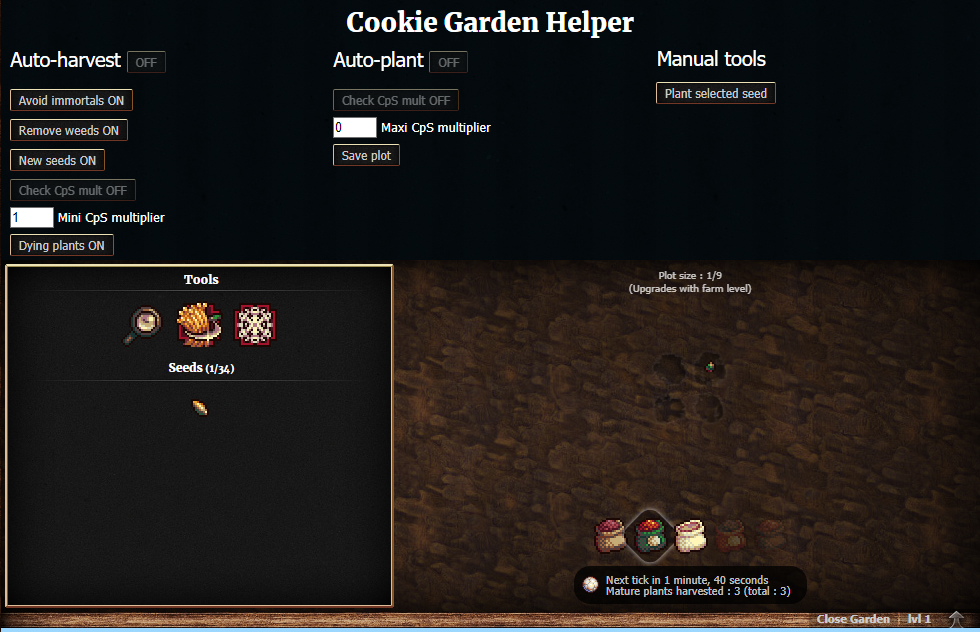 Cookie Garden Helper
Auto-harvest OFF
Avoid immortals ON
Remove weeds ON
New seeds ON
Check CpS mult OFF
1 Mini CpS multiplier
Dying plants ON
Auto-plant OFF
Check CpS mult OFF
0 Maxi CpS multiplier
Save plot
Manual tools
Plant selected seed
Tools
Seeds (1/34)
Plot size : 1/9
(Upgrades with farm level)
Next tick in 1 minute, 40 seconds
Mature plants harvested : 3 (total : 3)
Close Garden lvl 1